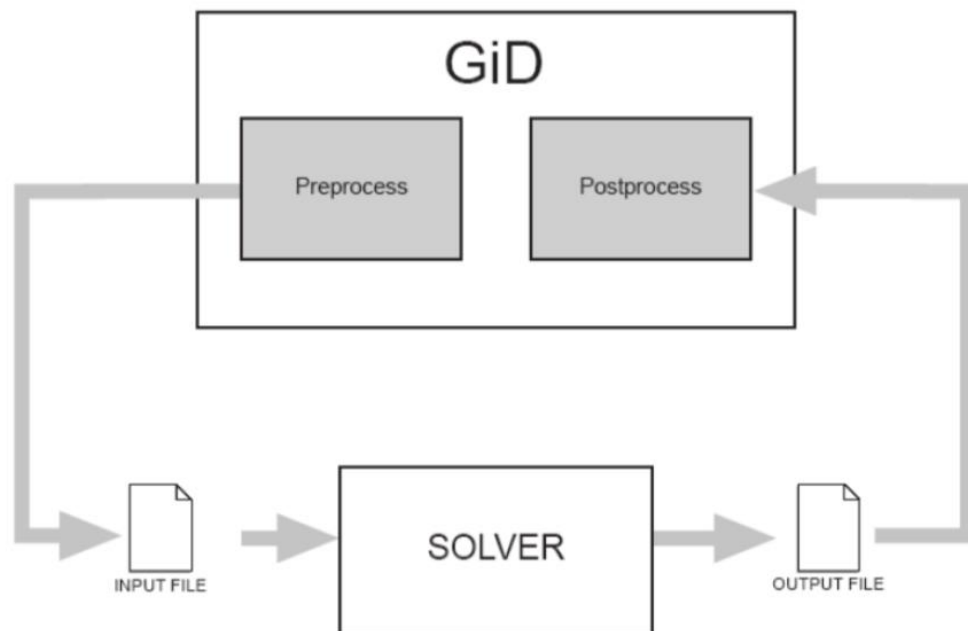 GiD
Preprocess
Postprocess
INPUT FILE
SOLVER
OUTPUT FILE